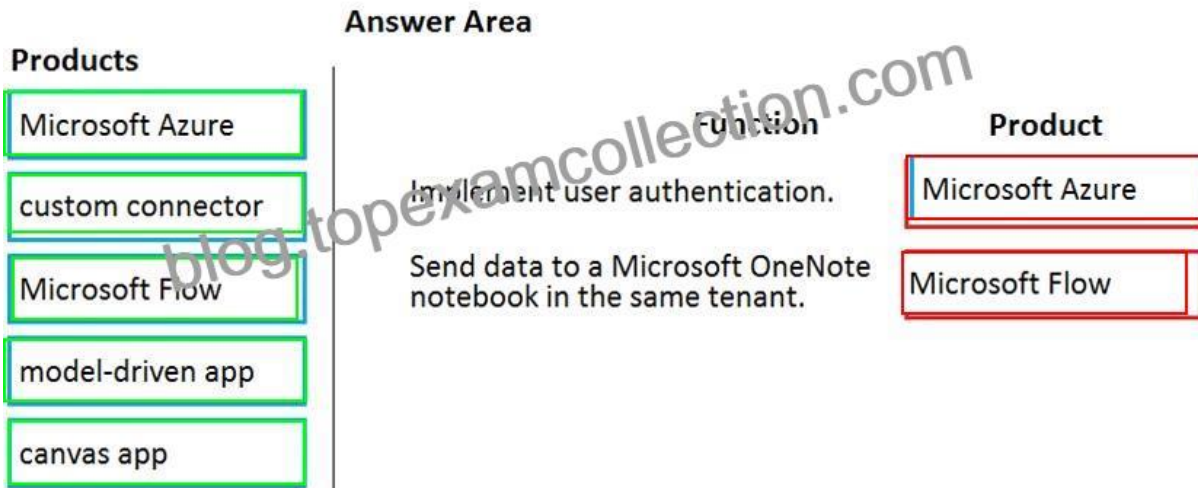 Answer Area
Products
Microsoft Azure
custom connector
Microsoft Flow
model-driven app
canvas app
Function
Product
Implement user authentication.
Microsoft Azure
Send data to a Microsoft OneNote
notebook in the same tenant.
Microsoft Flow
blog.topexamcollection.com